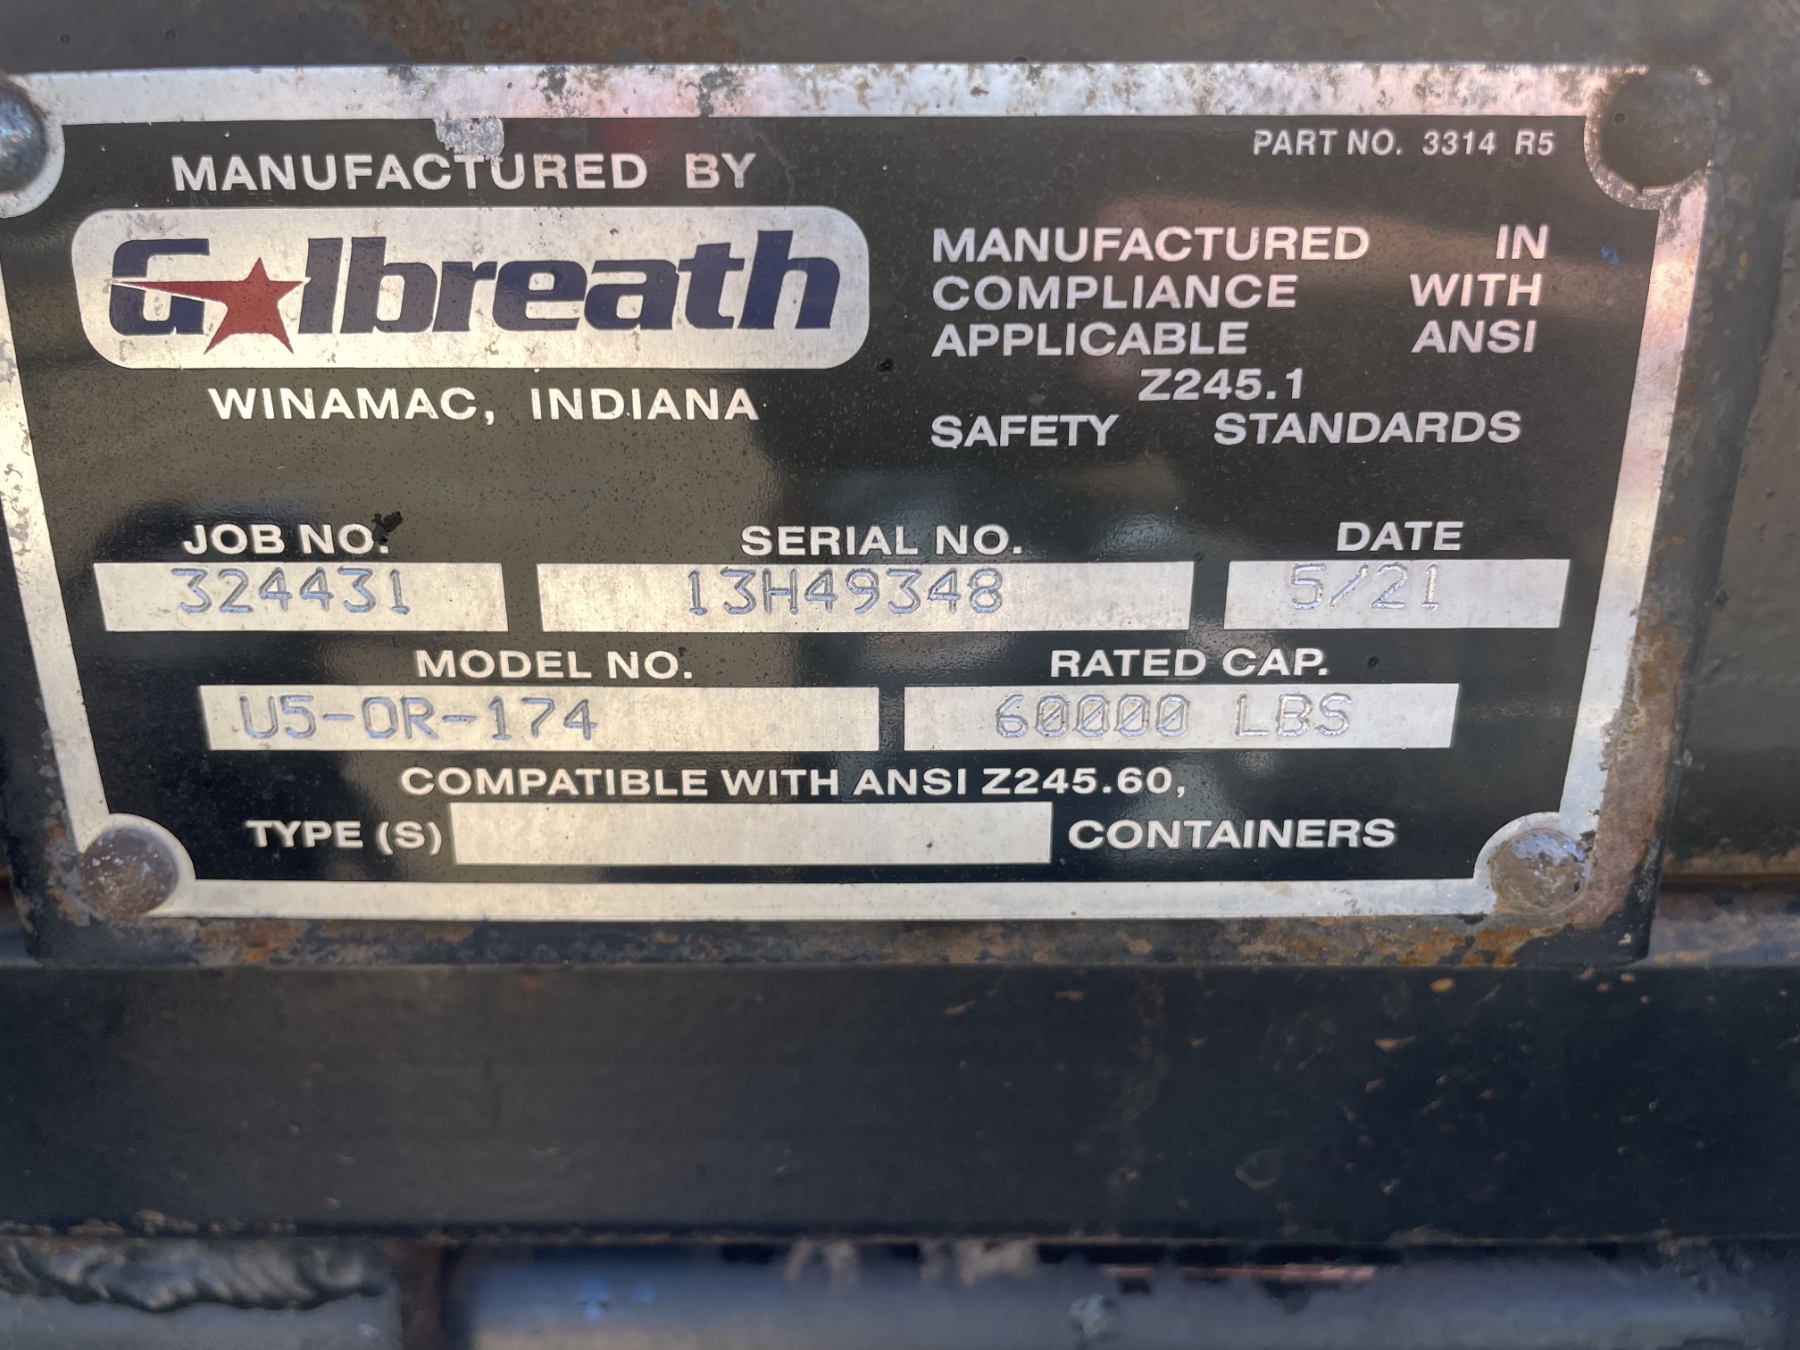 PART NO. 3314 R5
MANUFACTURED BY
Galbreath
WINAMAC, INDIANA
MANUFACTURED IN
COMPLIANCE WITH
APPLICABLE ANSI
Z245.1
SAFETY STANDARDS
JOB NO. SERIAL NO. DATE
324431 13H49348 5/21
MODEL NO. RATED CAP.
U5-OR-174 60000 LBS
COMPATIBLE WITH ANSI Z245.60,
TYPE (S) CONTAINERS